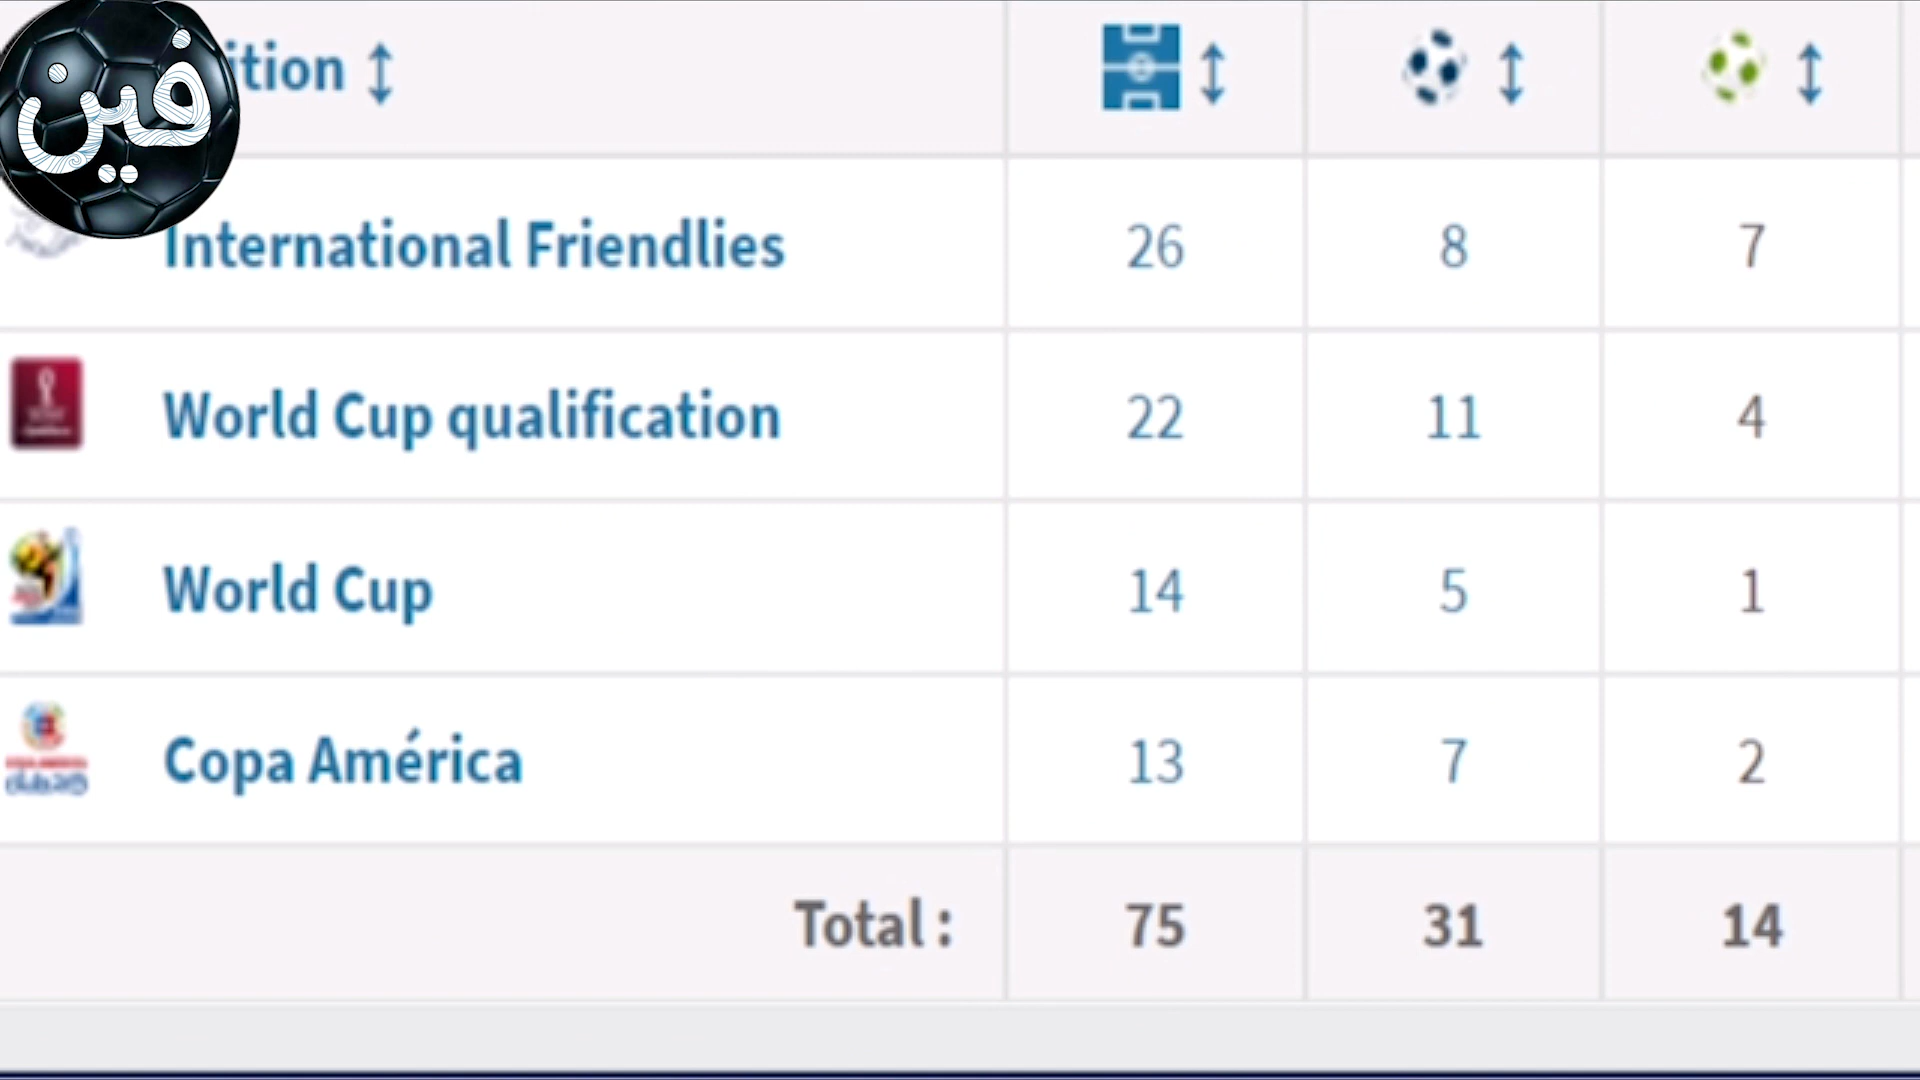 فين
ition
26 8 7
International Friendlies
World Cup qualification 22 11 4
World Cup 14 5 1
Copa América 13 7 2
Total : 75 31 14